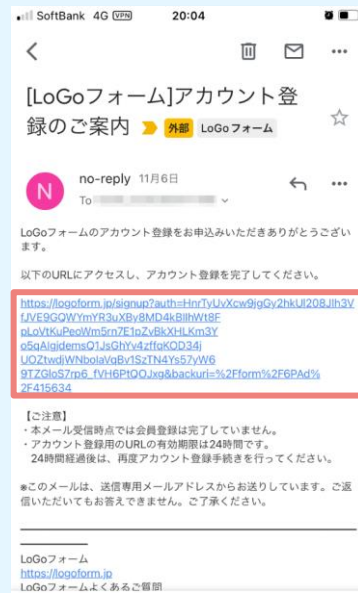 SoftBank 4G VPN 20:04
[LoGoフォーム]アカウント登
録のご案内 外部 LoGoフォーム
N
no-reply 11月6日
To
LoGoフォームのアカウント登録をお申込みいただきありがとうござい
ます。
以下のURLにアクセスし、アカウント登録を完了してください。
https://logoform.jp/signup?auth=HnrTyUvXcw9jgGy2hkUl208Jlh3V
fJVE9GQWYmYR3uXBy8MD4kBIlhWt8F
pLoVtKuPeoWm5rn7E1pZvBkXHLKm3Y
o5qAlgjdemsQ1JsGhYv4zffqKOD34j
UOZtwdjWNbolaVqBv1SzTN4Ys57yW6
9TZGloS7rp6_fVH6PtQOJxg&backuri=%2Fform%2F6PAd%
2F415634
【ご注意】
・本メール受信時点では会員登録は完了していません。
・アカウント登録用のURLの有効期限は24時間です。
24時間経過後は、再度アカウント登録手続きを行ってください。
※このメールは、送信専用メールアドレスからお送りしています。ご返
信いただいてもお答えできません。ご了承ください。
LoGoフォーム
https://logoform.jp
LoGoフォームよくあるご質問